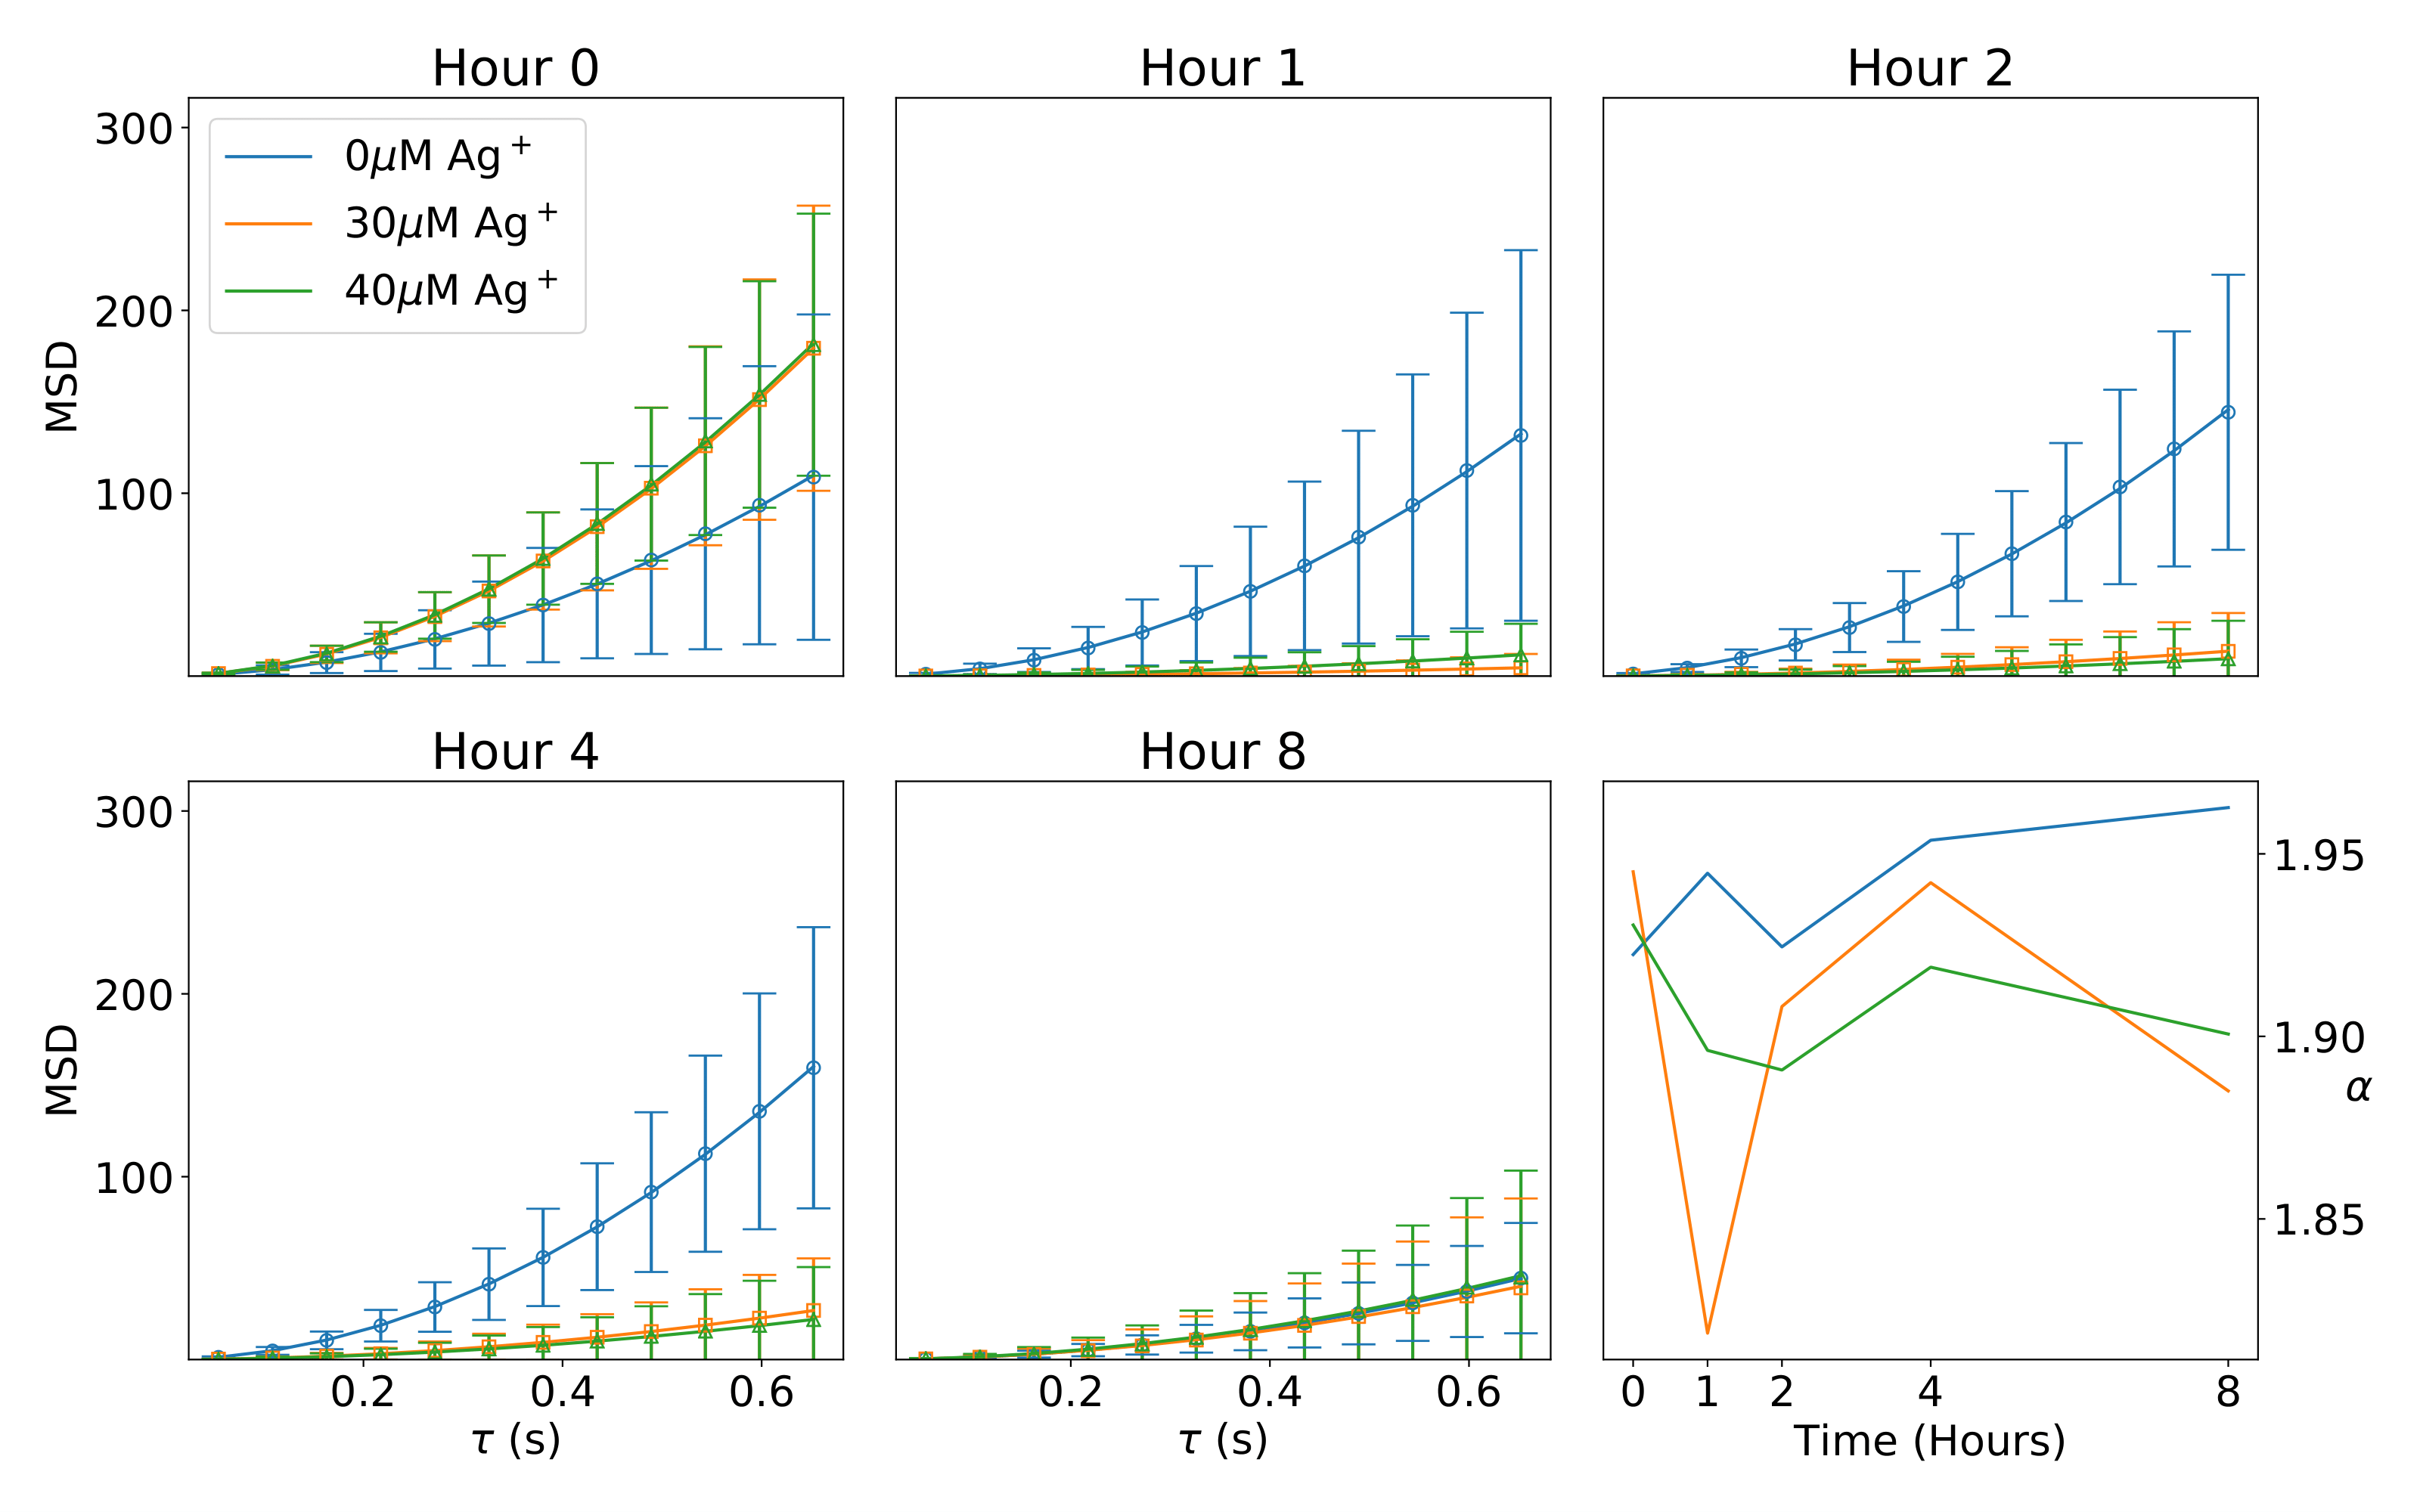 Hour 0
Hour 1
Hour 2
300
200
100
MSD
0μM Ag+
30μM Ag+
40μM Ag+
Hour 4
Hour 8
300
200
100
MSD
0.2 0.4 0.6
τ (s)
0.2 0.4 0.6
τ (s)
1.95
1.90
1.85
α
0 1 2 4 8
Time (Hours)